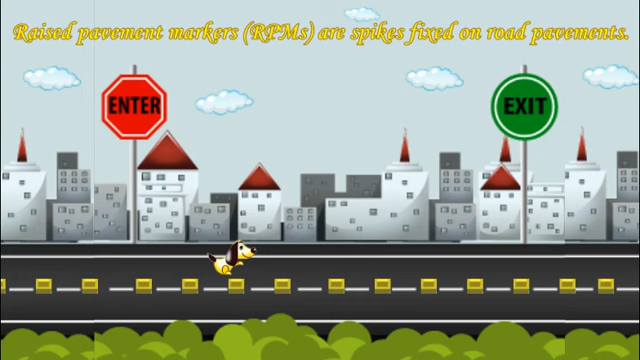 Raised pavement markers (RPMs) are spikes fixed on road pavements.
ENTER
EXIT